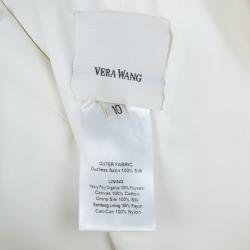 VERA WANG
10
OUTER FABRIC
Duchess Satin 100% Silk
LINING
Heavy Poly Organza 100% Polyester
Canvas 100% Cotton
China Silk 100% Silk
Bemberg Lining 100% Rayon
Can-Can 100% Nylon